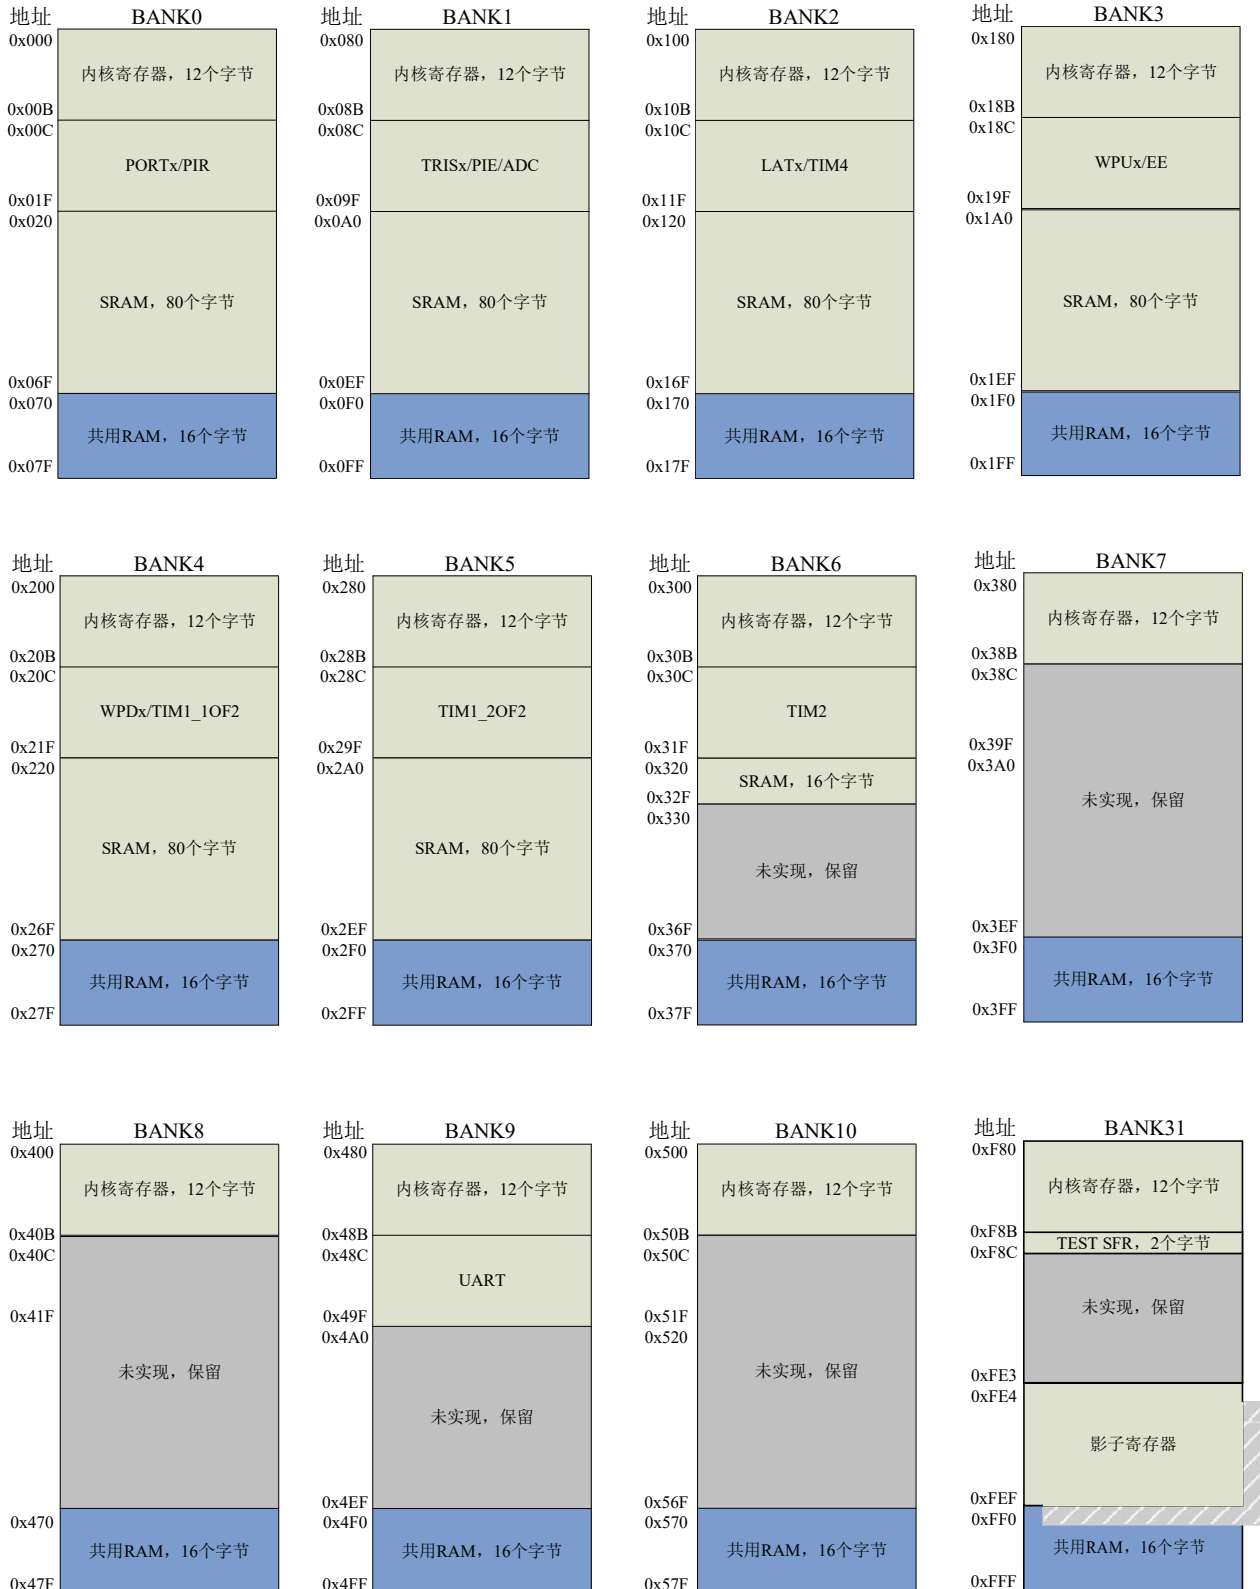 地址 BANK0
0x000
内核寄存器，12个字节
0x00B
0x00C
PORTx/PIR
0x01F
0x020
SRAM，80个字节
0x06F
0x070
共用RAM，16个字节
0x07F
地址 BANK1
0x080
内核寄存器，12个字节
0x08B
0x08C
TRISx/PIE/ADC
0x09F
0x0A0
SRAM，80个字节
0x0EF
0x0F0
共用RAM，16个字节
0x0FF
地址 BANK2
0x100
内核寄存器，12个字节
0x10B
0x10C
LATx/TIM4
0x11F
0x120
SRAM，80个字节
0x16F
0x170
共用RAM，16个字节
0x17F
地址 BANK3
0x180
内核寄存器，12个字节
0x18B
0x18C
WPUx/EE
0x19F
0x1A0
SRAM，80个字节
0x1EF
0x1F0
共用RAM，16个字节
0x1FF
地址 BANK4
0x200
内核寄存器，12个字节
0x20B
0x20C
WPDx/TIM1_1OF2
0x21F
0x220
SRAM，80个字节
0x26F
0x270
共用RAM，16个字节
0x27F
地址 BANK5
0x280
内核寄存器，12个字节
0x28B
0x28C
TIM1_2OF2
0x29F
0x2A0
SRAM，80个字节
0x2EF
0x2F0
共用RAM，16个字节
0x2FF
地址 BANK6
0x300
内核寄存器，12个字节
0x30B
0x30C
TIM2
0x31F
0x320
SRAM，16个字节
0x32F
0x330
未实现，保留
0x36F
0x370
共用RAM，16个字节
0x37F
地址 BANK7
0x380
内核寄存器，12个字节
0x38B
0x38C
0x39F
0x3A0
未实现，保留
0x3EF
0x3F0
共用RAM，16个字节
0x3FF
地址 BANK8
0x400
内核寄存器，12个字节
0x40B
0x40C
0x41F
未实现，保留
0x470
共用RAM，16个字节
0x47F
地址 BANK9
0x480
内核寄存器，12个字节
0x48B
0x48C
UART
0x49F
0x4A0
未实现，保留
0x4EF
0x4F0
共用RAM，16个字节
0x4FF
地址 BANK10
0x500
内核寄存器，12个字节
0x50B
0x50C
0x51F
0x520
未实现，保留
0x56F
0x570
共用RAM，16个字节
0x57F
地址 BANK31
0xF80
内核寄存器，12个字节
0xF8B
TEST SFR，2个字节
0xF8C
未实现，保留
0xFE3
0xFE4
影子寄存器
0xFEF
0xFF0
共用RAM，16个字节
0xFFF